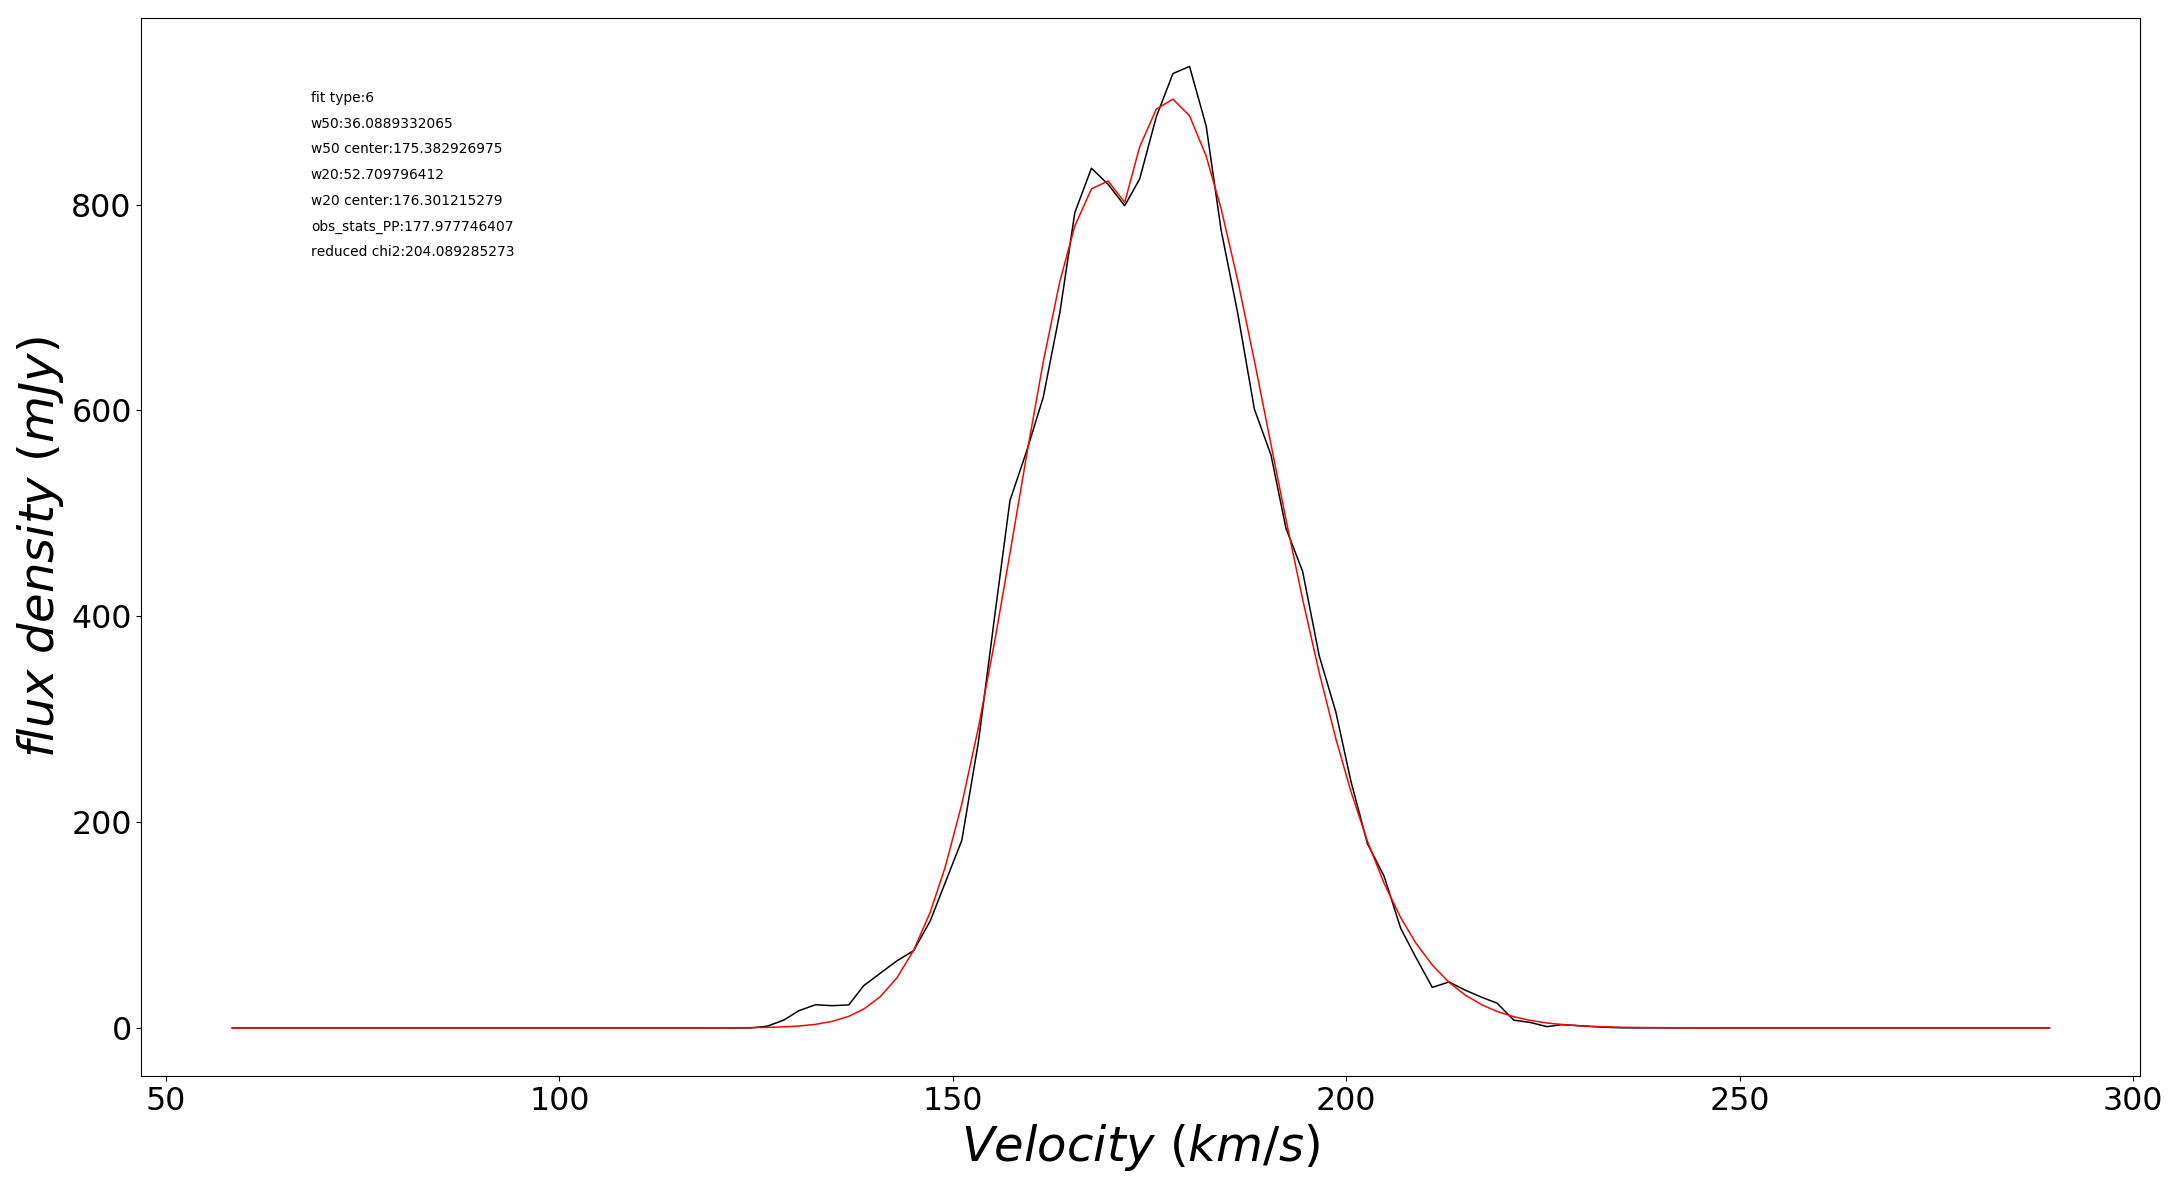 fit type:6
w50:36.0889332065
w50 center:175.382926975
w20:52.709796412
w20 center:176.301215279
obs_stats_PP:177.977746407
reduced chi2:204.089285273
flux density (mJy)
800
600
400
200
0
50 100 150 200 250 300
Velocity (km/s)